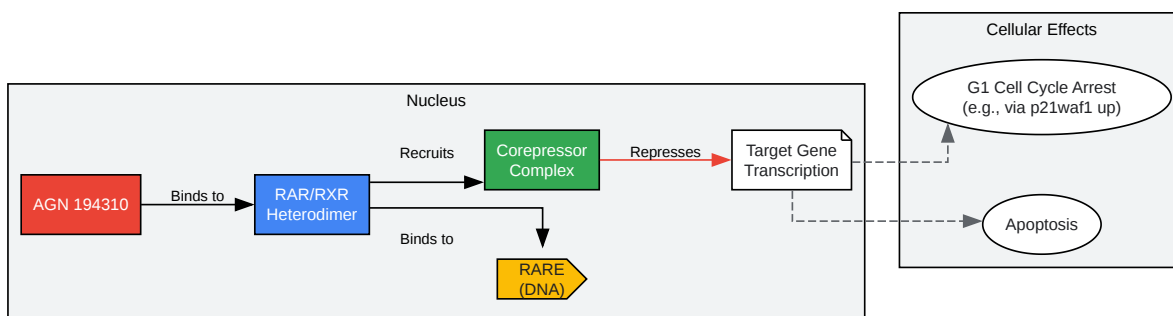 Cellular Effects
G1 Cell Cycle Arrest
(e.g., via p21waf1 up)
Nucleus
Recruits
Corepressor
Complex
Represses
Target Gene
Transcription
AGN 194310
Binds to
RAR/RXR
Heterodimer
Binds to
RARE
(DNA)
Apoptosis